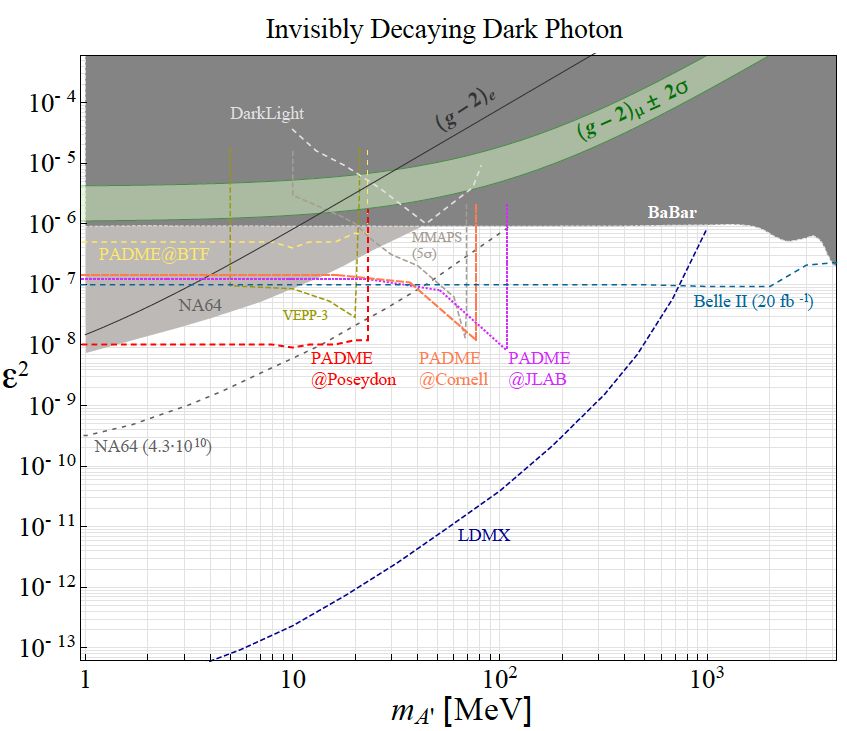 Invisibly Decaying Dark Photon
10⁻⁴
10⁻⁵
10⁻⁶
10⁻⁷
10⁻⁸
10⁻⁹
10⁻¹⁰
10⁻¹¹
10⁻¹²
10⁻¹³
ε²
DarkLight
(g−2)ₑ
(g−2)μ ± 2σ
BaBar
MMAPS
(5σ)
PADME@BTF
NA64
VEPP-3
Belle II (20 fb ⁻¹)
PADME
@Poseydon
PADME
@Cornell
PADME
@JLAB
NA64 (4.3·10¹⁰)
LDMX
1
10
10²
10³
mA' [MeV]